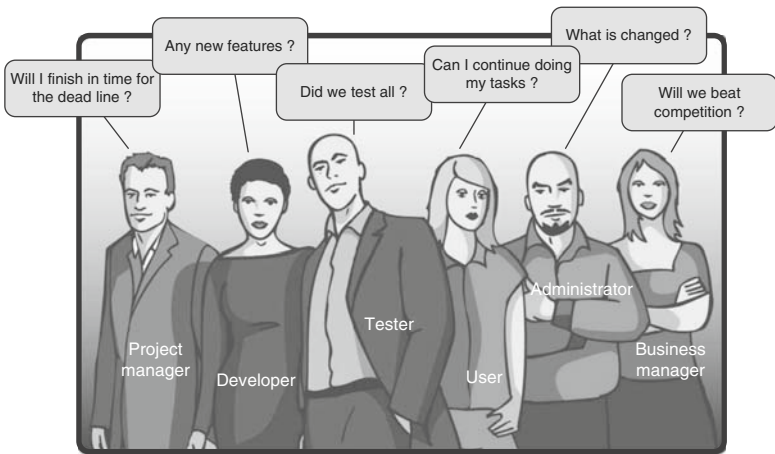 Will I finish in time for
the dead line ?
Any new features ?
Did we test all ?
Can I continue doing
my tasks ?
What is changed ?
Will we beat
competition ?
Project
manager
Developer
Tester
User
Administrator
Business
manager